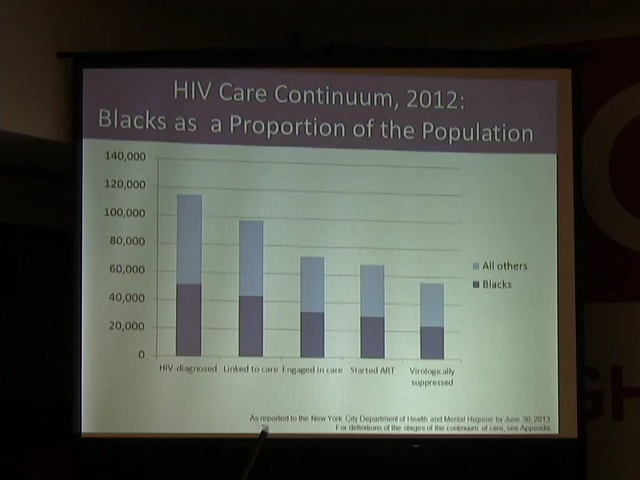 HIV Care Continuum, 2012:
Blacks as a Proportion of the Population
140,000
120,000
100,000
80,000
60,000
40,000
20,000
0
HIV-diagnosed Linked to care Engaged in care Started ART Virologically
suppressed
All others
Blacks
As reported to the New York City Department of Health and Mental Hygiene by June 30, 2013.
For definitions of the stages of the continuum of care, see Appendix.
GH